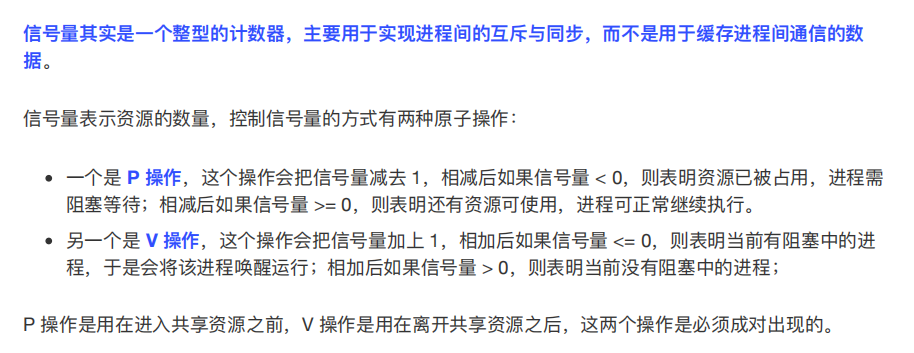 信号量其实是一个整型的计数器，主要用于实现进程间的互斥与同步，而不是用于缓存进程间通信的数
据。
信号量表示资源的数量，控制信号量的方式有两种原子操作：
• 一个是 P 操作，这个操作会把信号量减去 1，相减后如果信号量 < 0，则表明资源已被占用，进程需
阻塞等待；相减后如果信号量 >= 0，则表明还有资源可使用，进程可正常继续执行。
• 另一个是 V 操作，这个操作会把信号量加上 1，相加后如果信号量 <= 0，则表明当前有阻塞中的进
程，于是会将该进程唤醒运行；相加后如果信号量 > 0，则表明当前没有阻塞中的进程；
P 操作是用在进入共享资源之前，V 操作是用在离开共享资源之后，这两个操作是必须成对出现的。